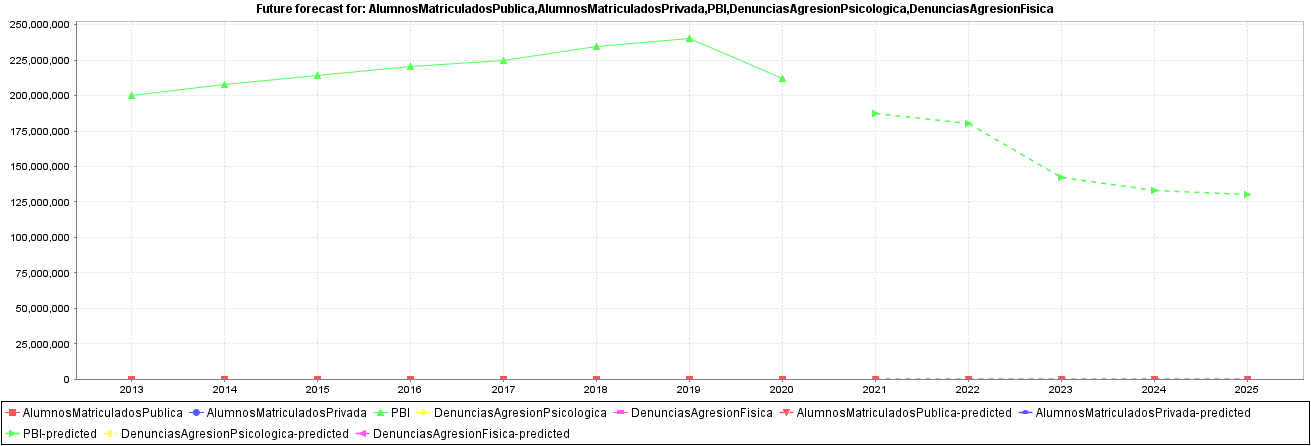 Future forecast for: AlumnosMatriculadosPublica,AlumnosMatriculadosPrivada,PBI,DenunciasAgresionPsicologica,DenunciasAgresionFisica
250,000,000
225,000,000
200,000,000
175,000,000
150,000,000
125,000,000
100,000,000
75,000,000
50,000,000
25,000,000
0
2013 2014 2015 2016 2017 2018 2019 2020 2021 2022 2023 2024 2025
AlumnosMatriculadosPublica AlumnosMatriculadosPrivada PBI DenunciasAgresionPsicologica DenunciasAgresionFisica AlumnosMatriculadosPublica-predicted AlumnosMatriculadosPrivada-predicted
PBI-predicted DenunciasAgresionPsicologica-predicted DenunciasAgresionFisica-predicted